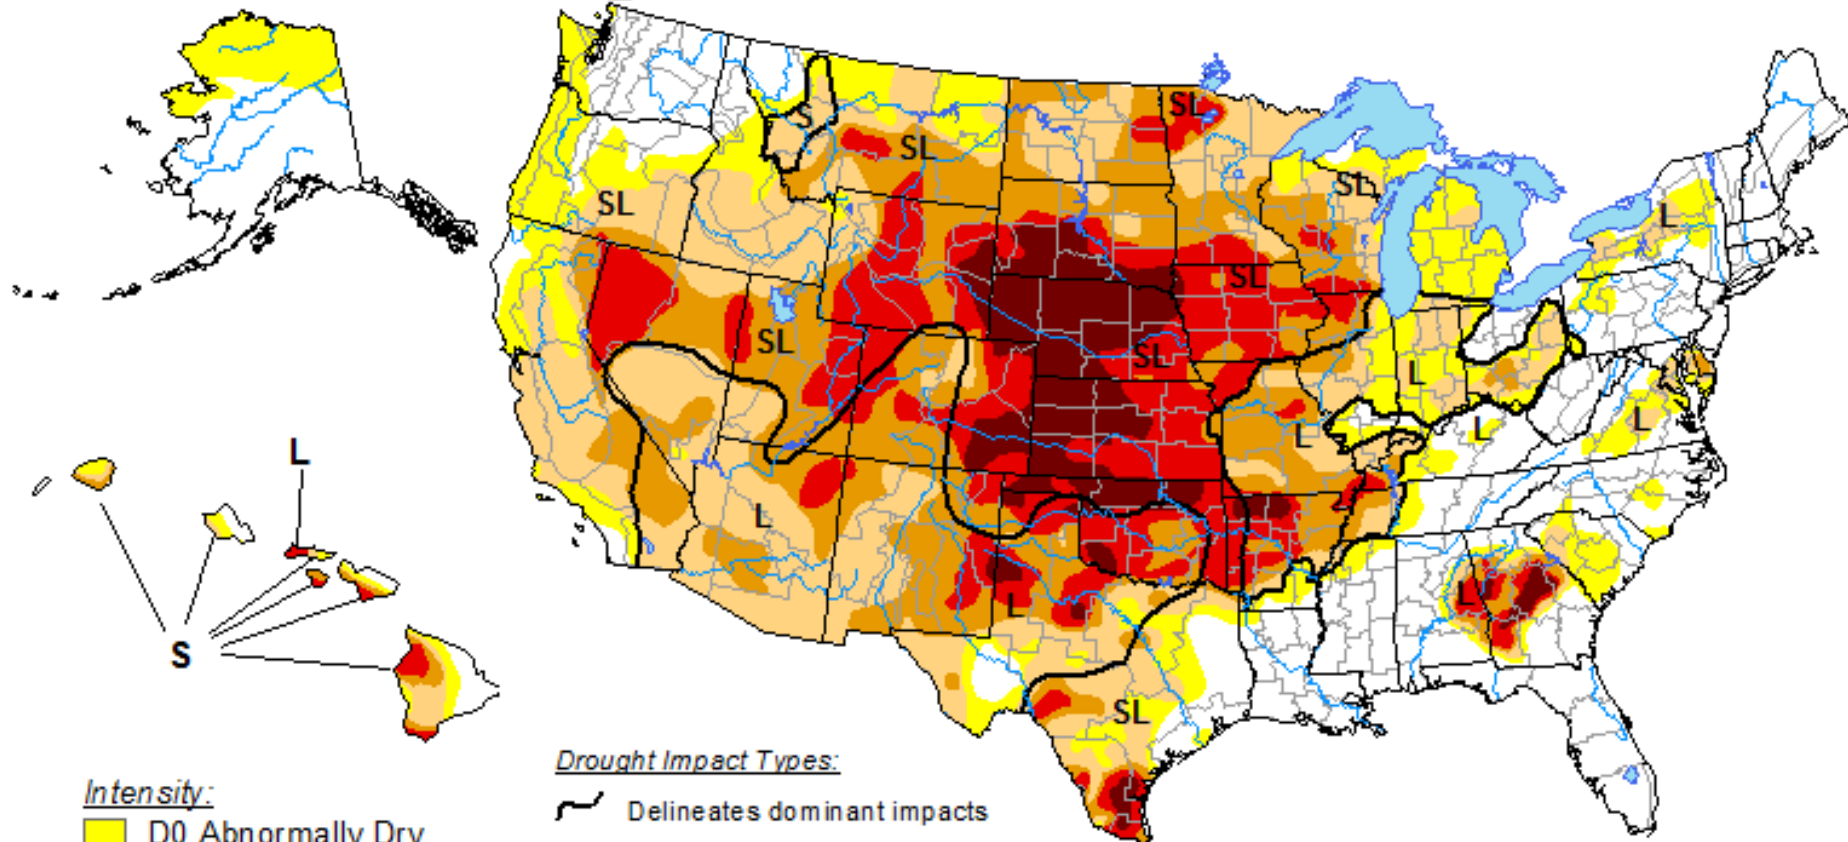 SL
S
SL
SL
SL
L
SL
SL
SL
L
L
L
L
L
L
L
S
L
L
SL
Drought Impact Types:
Delineates dominant impacts
Intensity:
D0 Abnormally Dry